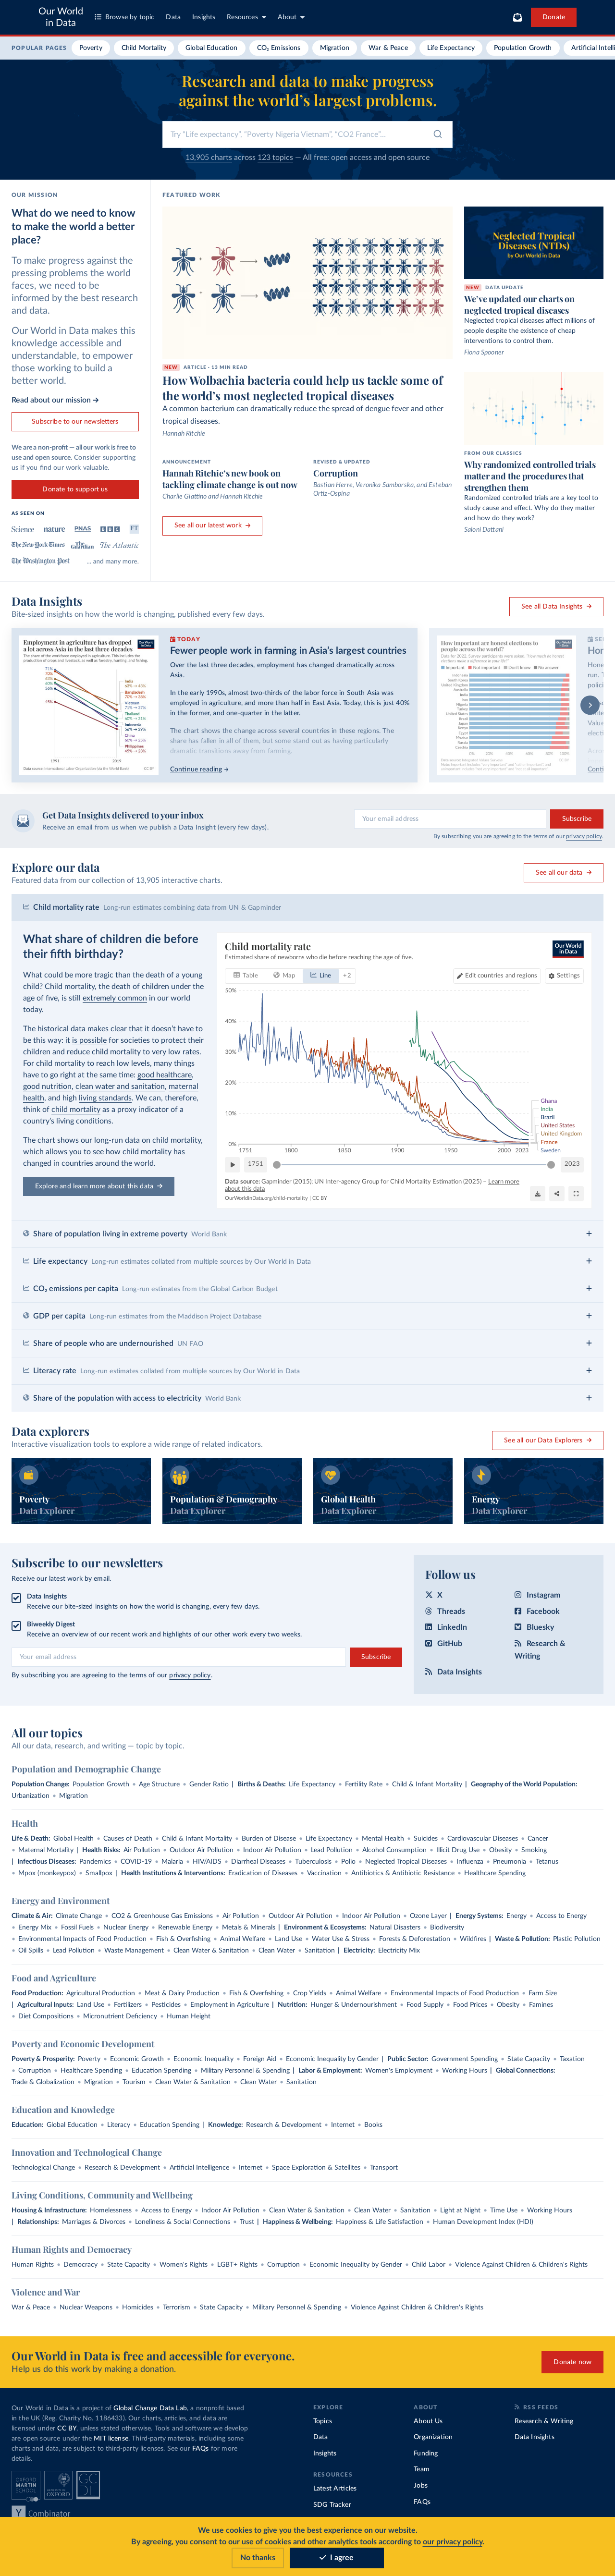 Our World
in Data
Browse by topic
Data
Insights
Resources
About
Donate
POPULAR PAGES
Poverty
Child Mortality
Global Education
CO₂ Emissions
Migration
War & Peace
Life Expectancy
Population Growth
Artificial Intelli
Research and data to make progress
against the world's largest problems.
Try "Life expectancy", "Poverty Nigeria Vietnam", "CO2 France"...
13,905 charts across 123 topics — All free: open access and open source
OUR MISSION
What do we need to know
to make the world a better
place?
To make progress against the
pressing problems the world
faces, we need to be
informed by the best research
and data.
Our World in Data makes this
knowledge accessible and
understandable, to empower
those working to build a
better world.
Read about our mission →
Subscribe to our newsletters
We are a non-profit — all our work is free to
use and open source. Consider supporting
us if you find our work valuable.
Donate to support us
AS SEEN ON
Science
nature
PNAS
BBC
FT
The New York Times
The Guardian
The Atlantic
The Washington Post
... and many more.
FEATURED WORK
NEW ARTICLE • 13 MIN READ
How Wolbachia bacteria could help us tackle some of
the world's most neglected tropical diseases
A common bacterium can dramatically reduce the spread of dengue fever and other
tropical diseases.
Hannah Ritchie
ANNOUNCEMENT
Hannah Ritchie's new book on
tackling climate change is out now
Charlie Giattino and Hannah Ritchie
REVISED & UPDATED
Corruption
Bastian Herre, Veronika Samborska, and Esteban
Ortiz-Ospina
See all our latest work →
Neglected Tropical
Diseases (NTDs)
by Our World in Data
NEW DATA UPDATE
We've updated our charts on
neglected tropical diseases
Neglected tropical diseases affect millions of
people despite the existence of cheap
interventions to control them.
Fiona Spooner
FROM OUR CLASSICS
Why randomized controlled trials
matter and the procedures that
strengthen them
Randomized controlled trials are a key tool to
study cause and effect. Why do they matter
and how do they work?
Saloni Dattani
Data Insights
Bite-sized insights on how the world is changing, published every few days.
See all Data Insights →
Employment in agriculture has dropped
a lot across Asia in the last three decades
1991
2023
TODAY
Fewer people work in farming in Asia's largest countries
Over the last three decades, employment has changed dramatically across
Asia.
In the early 1990s, almost two-thirds of the labor force in South Asia was
employed in agriculture, and more than half in East Asia. Today, this is just 40%
in the former, and one-quarter in the latter.
The chart shows the change across several countries in these regions. The
share has fallen in all of them, but some stand out as having particularly
dramatic transitions away from farming.
Continue reading →
How important are honest elections to
people across the world?
Get Data Insights delivered to your inbox
Receive an email from us when we publish a Data Insight (every few days).
Your email address
Subscribe
By subscribing you are agreeing to the terms of our privacy policy.
Explore our data
Featured data from our collection of 13,905 interactive charts.
See all our data →
Child mortality rate Long-run estimates combining data from UN & Gapminder
What share of children die before
their fifth birthday?
What could be more tragic than the death of a young
child? Child mortality, the death of children under the
age of five, is still extremely common in our world
today.
The historical data makes clear that it doesn't have to
be this way: it is possible for societies to protect their
children and reduce child mortality to very low rates.
For child mortality to reach low levels, many things
have to go right at the same time: good healthcare,
good nutrition, clean water and sanitation, maternal
health, and high living standards. We can, therefore,
think of child mortality as a proxy indicator of a
country's living conditions.
The chart shows our long-run data on child mortality,
which allows you to see how child mortality has
changed in countries around the world.
Explore and learn more about this data →
Child mortality rate
Estimated share of newborns who die before reaching the age of five.
Our World
in Data
Table
Map
Line
+2
Edit countries and regions
Settings
50%
40%
30%
20%
10%
0%
1751
1800
1850
1900
1950
2000
2023
Ghana
India
Brazil
United States
United Kingdom
France
Sweden
1751
2023
Data source: Gapminder (2015); UN Inter-agency Group for Child Mortality Estimation (2025) – Learn more
about this data
OurWorldinData.org/child-mortality | CC BY
Share of population living in extreme poverty World Bank
Life expectancy Long-run estimates collated from multiple sources by Our World in Data
CO₂ emissions per capita Long-run estimates from the Global Carbon Budget
GDP per capita Long-run estimates from the Maddison Project Database
Share of people who are undernourished UN FAO
Literacy rate Long-run estimates collated from multiple sources by Our World in Data
Share of the population with access to electricity World Bank
Data explorers
Interactive visualization tools to explore a wide range of related indicators.
See all our Data Explorers →
Poverty
Data Explorer
Population & Demography
Data Explorer
Global Health
Data Explorer
Energy
Data Explorer
Subscribe to our newsletters
Receive our latest work by email.
Data Insights
Receive our bite-sized insights on how the world is changing, every few days.
Biweekly Digest
Receive an overview of our recent work and highlights of our other work every two weeks.
Your email address
Subscribe
By subscribing you are agreeing to the terms of our privacy policy.
Follow us
X
Instagram
Threads
Facebook
LinkedIn
Bluesky
GitHub
Research &
Writing
Data Insights
All our topics
All our data, research, and writing — topic by topic.
Population and Demographic Change
Population Change: Population Growth • Age Structure • Gender Ratio | Births & Deaths: Life Expectancy • Fertility Rate • Child & Infant Mortality | Geography of the World Population:
Urbanization • Migration
Health
Life & Death: Global Health • Causes of Death • Child & Infant Mortality • Burden of Disease • Life Expectancy • Mental Health • Suicides • Cardiovascular Diseases • Cancer
• Maternal Mortality | Health Risks: Air Pollution • Outdoor Air Pollution • Indoor Air Pollution • Lead Pollution • Alcohol Consumption • Illicit Drug Use • Obesity • Smoking
| Infectious Diseases: Pandemics • COVID-19 • Malaria • HIV/AIDS • Diarrheal Diseases • Tuberculosis • Polio • Neglected Tropical Diseases • Influenza • Pneumonia • Tetanus
• Mpox (monkeypox) • Smallpox | Health Institutions & Interventions: Eradication of Diseases • Vaccination • Antibiotics & Antibiotic Resistance • Healthcare Spending
Energy and Environment
Climate & Air: Climate Change • CO2 & Greenhouse Gas Emissions • Air Pollution • Outdoor Air Pollution • Indoor Air Pollution • Ozone Layer | Energy Systems: Energy • Access to Energy
• Energy Mix • Fossil Fuels • Nuclear Energy • Renewable Energy • Metals & Minerals | Environment & Ecosystems: Natural Disasters • Biodiversity
• Environmental Impacts of Food Production • Fish & Overfishing • Animal Welfare • Land Use • Water Use & Stress • Forests & Deforestation • Wildfires | Waste & Pollution: Plastic Pollution
• Oil Spills • Lead Pollution • Waste Management • Clean Water & Sanitation • Clean Water • Sanitation | Electricity: Electricity Mix
Food and Agriculture
Food Production: Agricultural Production • Meat & Dairy Production • Fish & Overfishing • Crop Yields • Animal Welfare • Environmental Impacts of Food Production • Farm Size
| Agricultural Inputs: Land Use • Fertilizers • Pesticides • Employment in Agriculture | Nutrition: Hunger & Undernourishment • Food Supply • Food Prices • Obesity • Famines
• Diet Compositions • Micronutrient Deficiency • Human Height
Poverty and Economic Development
Poverty & Prosperity: Poverty • Economic Growth • Economic Inequality • Foreign Aid • Economic Inequality by Gender | Public Sector: Government Spending • State Capacity • Taxation
• Corruption • Healthcare Spending • Education Spending • Military Personnel & Spending | Labor & Employment: Women's Employment • Working Hours | Global Connections:
Trade & Globalization • Migration • Tourism • Clean Water & Sanitation • Clean Water • Sanitation
Education and Knowledge
Education: Global Education • Literacy • Education Spending | Knowledge: Research & Development • Internet • Books
Innovation and Technological Change
Technological Change • Research & Development • Artificial Intelligence • Internet • Space Exploration & Satellites • Transport
Living Conditions, Community and Wellbeing
Housing & Infrastructure: Homelessness • Access to Energy • Indoor Air Pollution • Clean Water & Sanitation • Clean Water • Sanitation • Light at Night • Time Use • Working Hours
| Relationships: Marriages & Divorces • Loneliness & Social Connections • Trust | Happiness & Wellbeing: Happiness & Life Satisfaction • Human Development Index (HDI)
Human Rights and Democracy
Human Rights • Democracy • State Capacity • Women's Rights • LGBT+ Rights • Corruption • Economic Inequality by Gender • Child Labor • Violence Against Children & Children's Rights
Violence and War
War & Peace • Nuclear Weapons • Homicides • Terrorism • State Capacity • Military Personnel & Spending • Violence Against Children & Children's Rights
Our World in Data is free and accessible for everyone.
Help us do this work by making a donation.
Donate now
Our World in Data is a project of Global Change Data Lab, a nonprofit based
in the UK (Reg. Charity No. 1186433). Our charts, articles, and data are
licensed under CC BY, unless stated otherwise. Tools and software we develop
are open source under the MIT license. Third-party materials, including some
charts and data, are subject to third-party licenses. See our FAQs for more
details.
OXFORD
MARTIN
SCHOOL
UNIVERSITY OF
OXFORD
GC
DL
Y Combinator
EXPLORE
Topics
Data
Insights
RESOURCES
Latest Articles
SDG Tracker
ABOUT
About Us
Organization
Funding
Team
Jobs
FAQs
RSS FEEDS
Research & Writing
Data Insights
We use cookies to give you the best experience on our website.
By agreeing, you consent to our use of cookies and other analytics tools according to our privacy policy.
No thanks
I agree